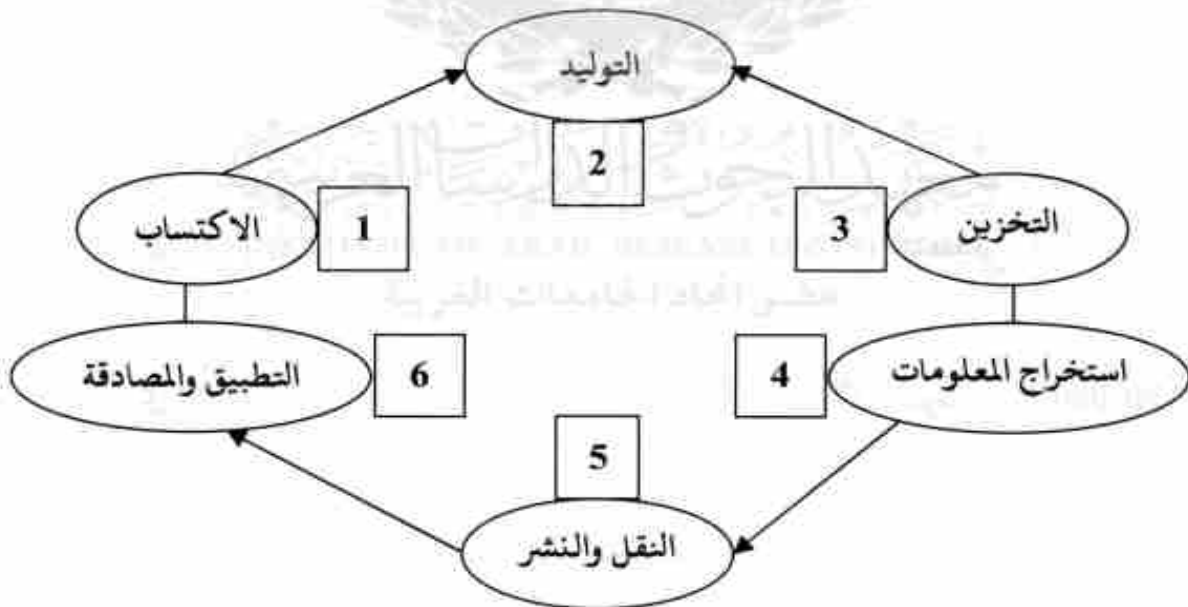 التوليد
2
الاكتساب
1
3
التخزين
التطبيق والمصادقة
6
4
استخراج المعلومات
5
النقل والنشر